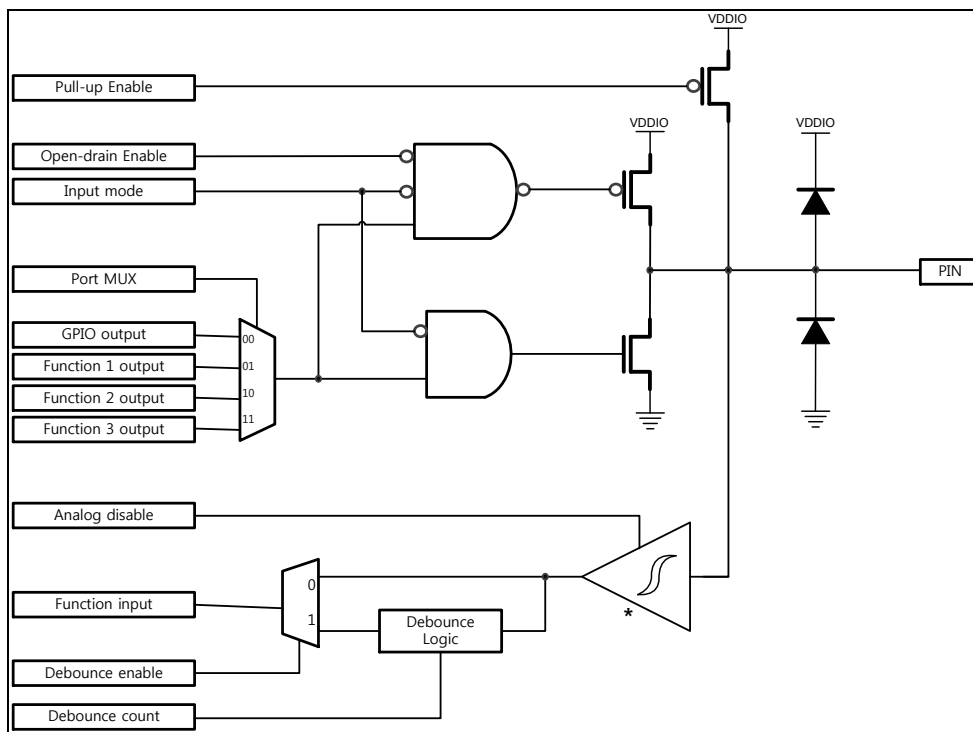 VDDIO
Pull-up Enable
VDDIO
VDDIO
Open-drain Enable
Input mode
Port MUX
PIN
GPIO output
00
Function 1 output
01
Function 2 output
10
Function 3 output
11
Analog disable
0
Function input
1
Debounce
Logic
*
Debounce enable
Debounce count